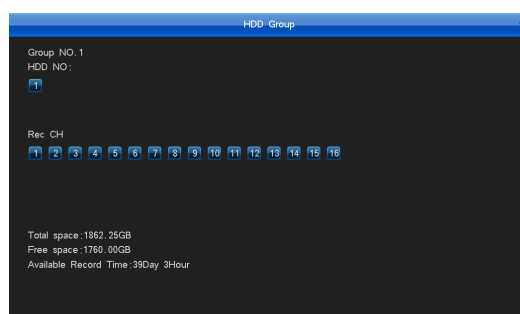 HDD Group
Group NO.1
HDD NO:
1
Rec CH
1 2 3 4 5 6 7 8 9 10 11 12 13 14 15 16
Total space:1862.25GB
Free space:1760.00GB
Available Record Time:39Day 3Hour